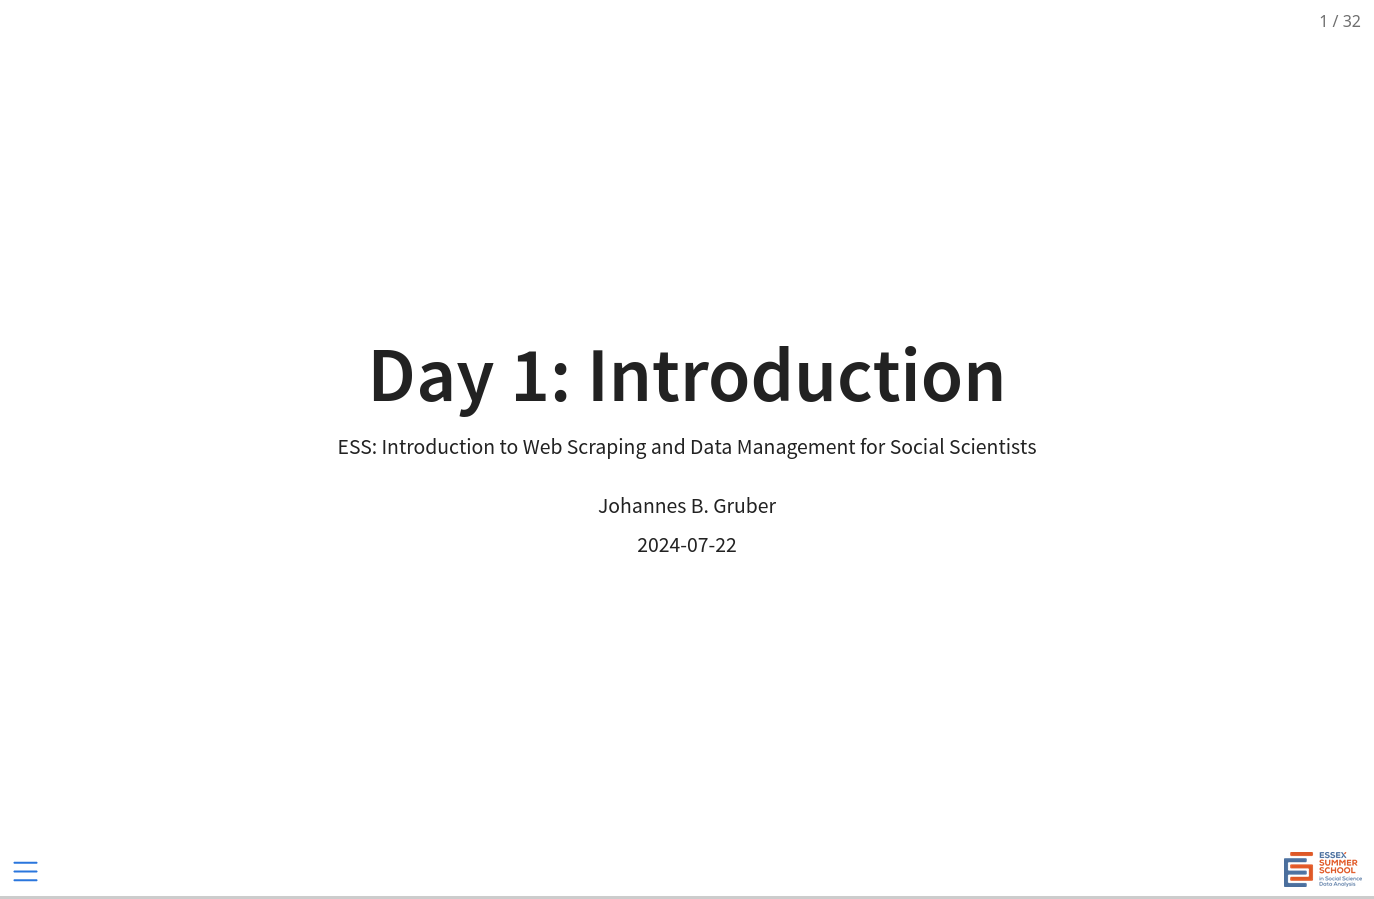 1 / 32
Day 1: Introduction
ESS: Introduction to Web Scraping and Data Management for Social Scientists
Johannes B. Gruber
2024-07-22
ESSEX
SUMMER
SCHOOL
in Social Science
Data Analysis